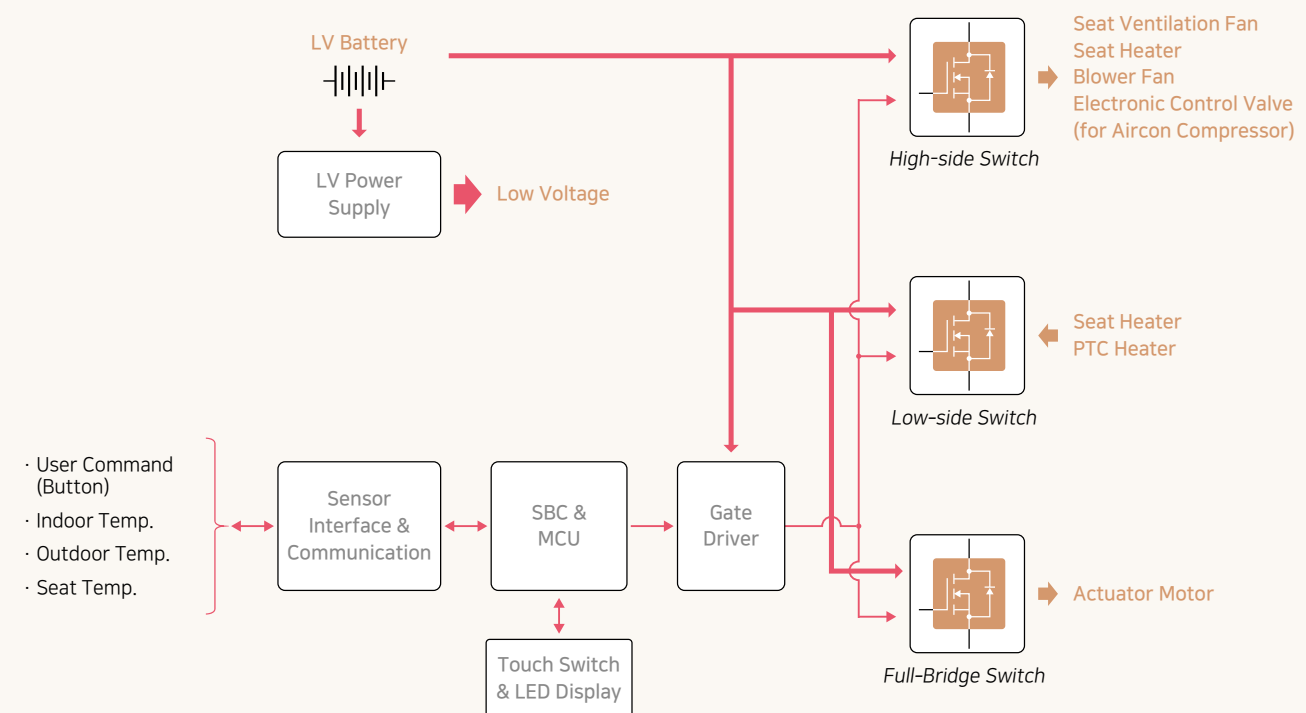 LV Battery
LV Power
Supply
Low Voltage
Seat Ventilation Fan
Seat Heater
Blower Fan
Electronic Control Valve
(for Aircon Compressor)
High-side Switch
Seat Heater
PTC Heater
Low-side Switch
· User Command
(Button)
· Indoor Temp.
· Outdoor Temp.
· Seat Temp.
Sensor
Interface &
Communication
SBC &
MCU
Gate
Driver
Touch Switch
& LED Display
Actuator Motor
Full-Bridge Switch